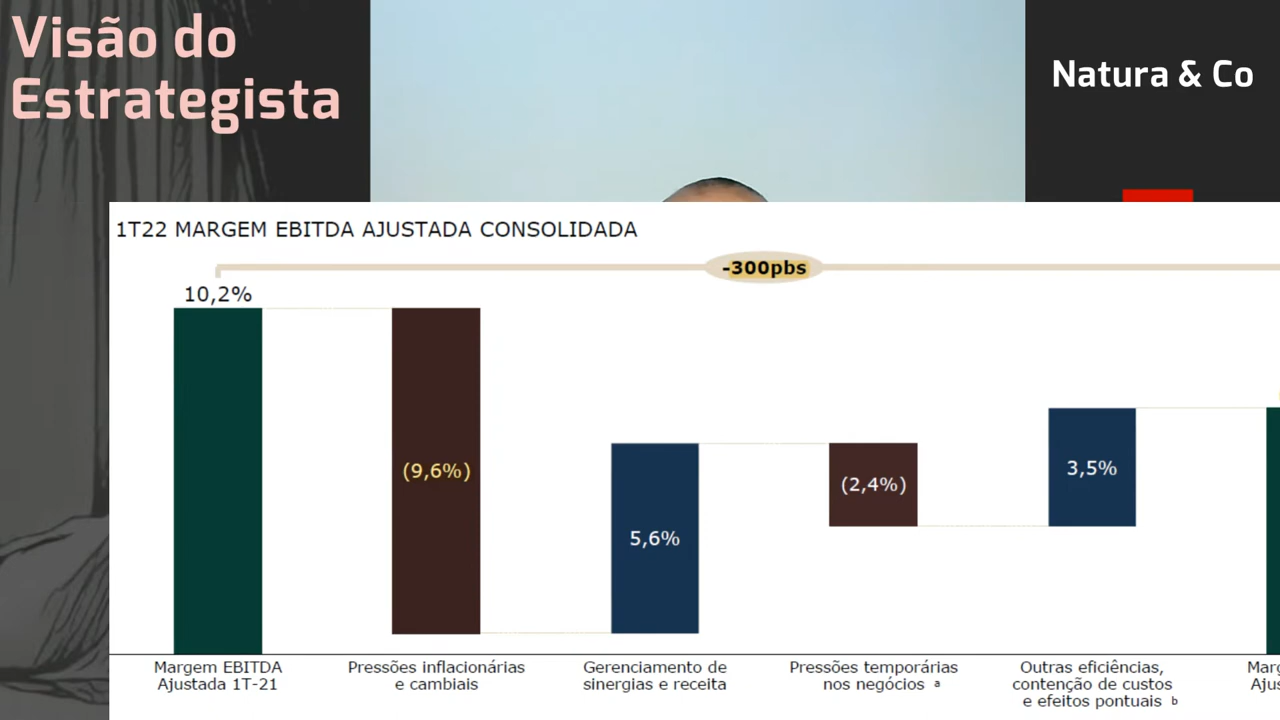 Visão do
Estrategista
Natura & Co
1T22 MARGEM EBITDA AJUSTADA CONSOLIDADA
-300pbs
10,2%
(9,6%)
5,6%
(2,4%)
3,5%
Margem EBITDA
Ajustada 1T-21
Pressões inflacionárias
e cambiais
Gerenciamento de
sinergias e receita
Pressões temporárias
nos negócios a
Outras eficiências,
contenção de custos
e efeitos pontuais b